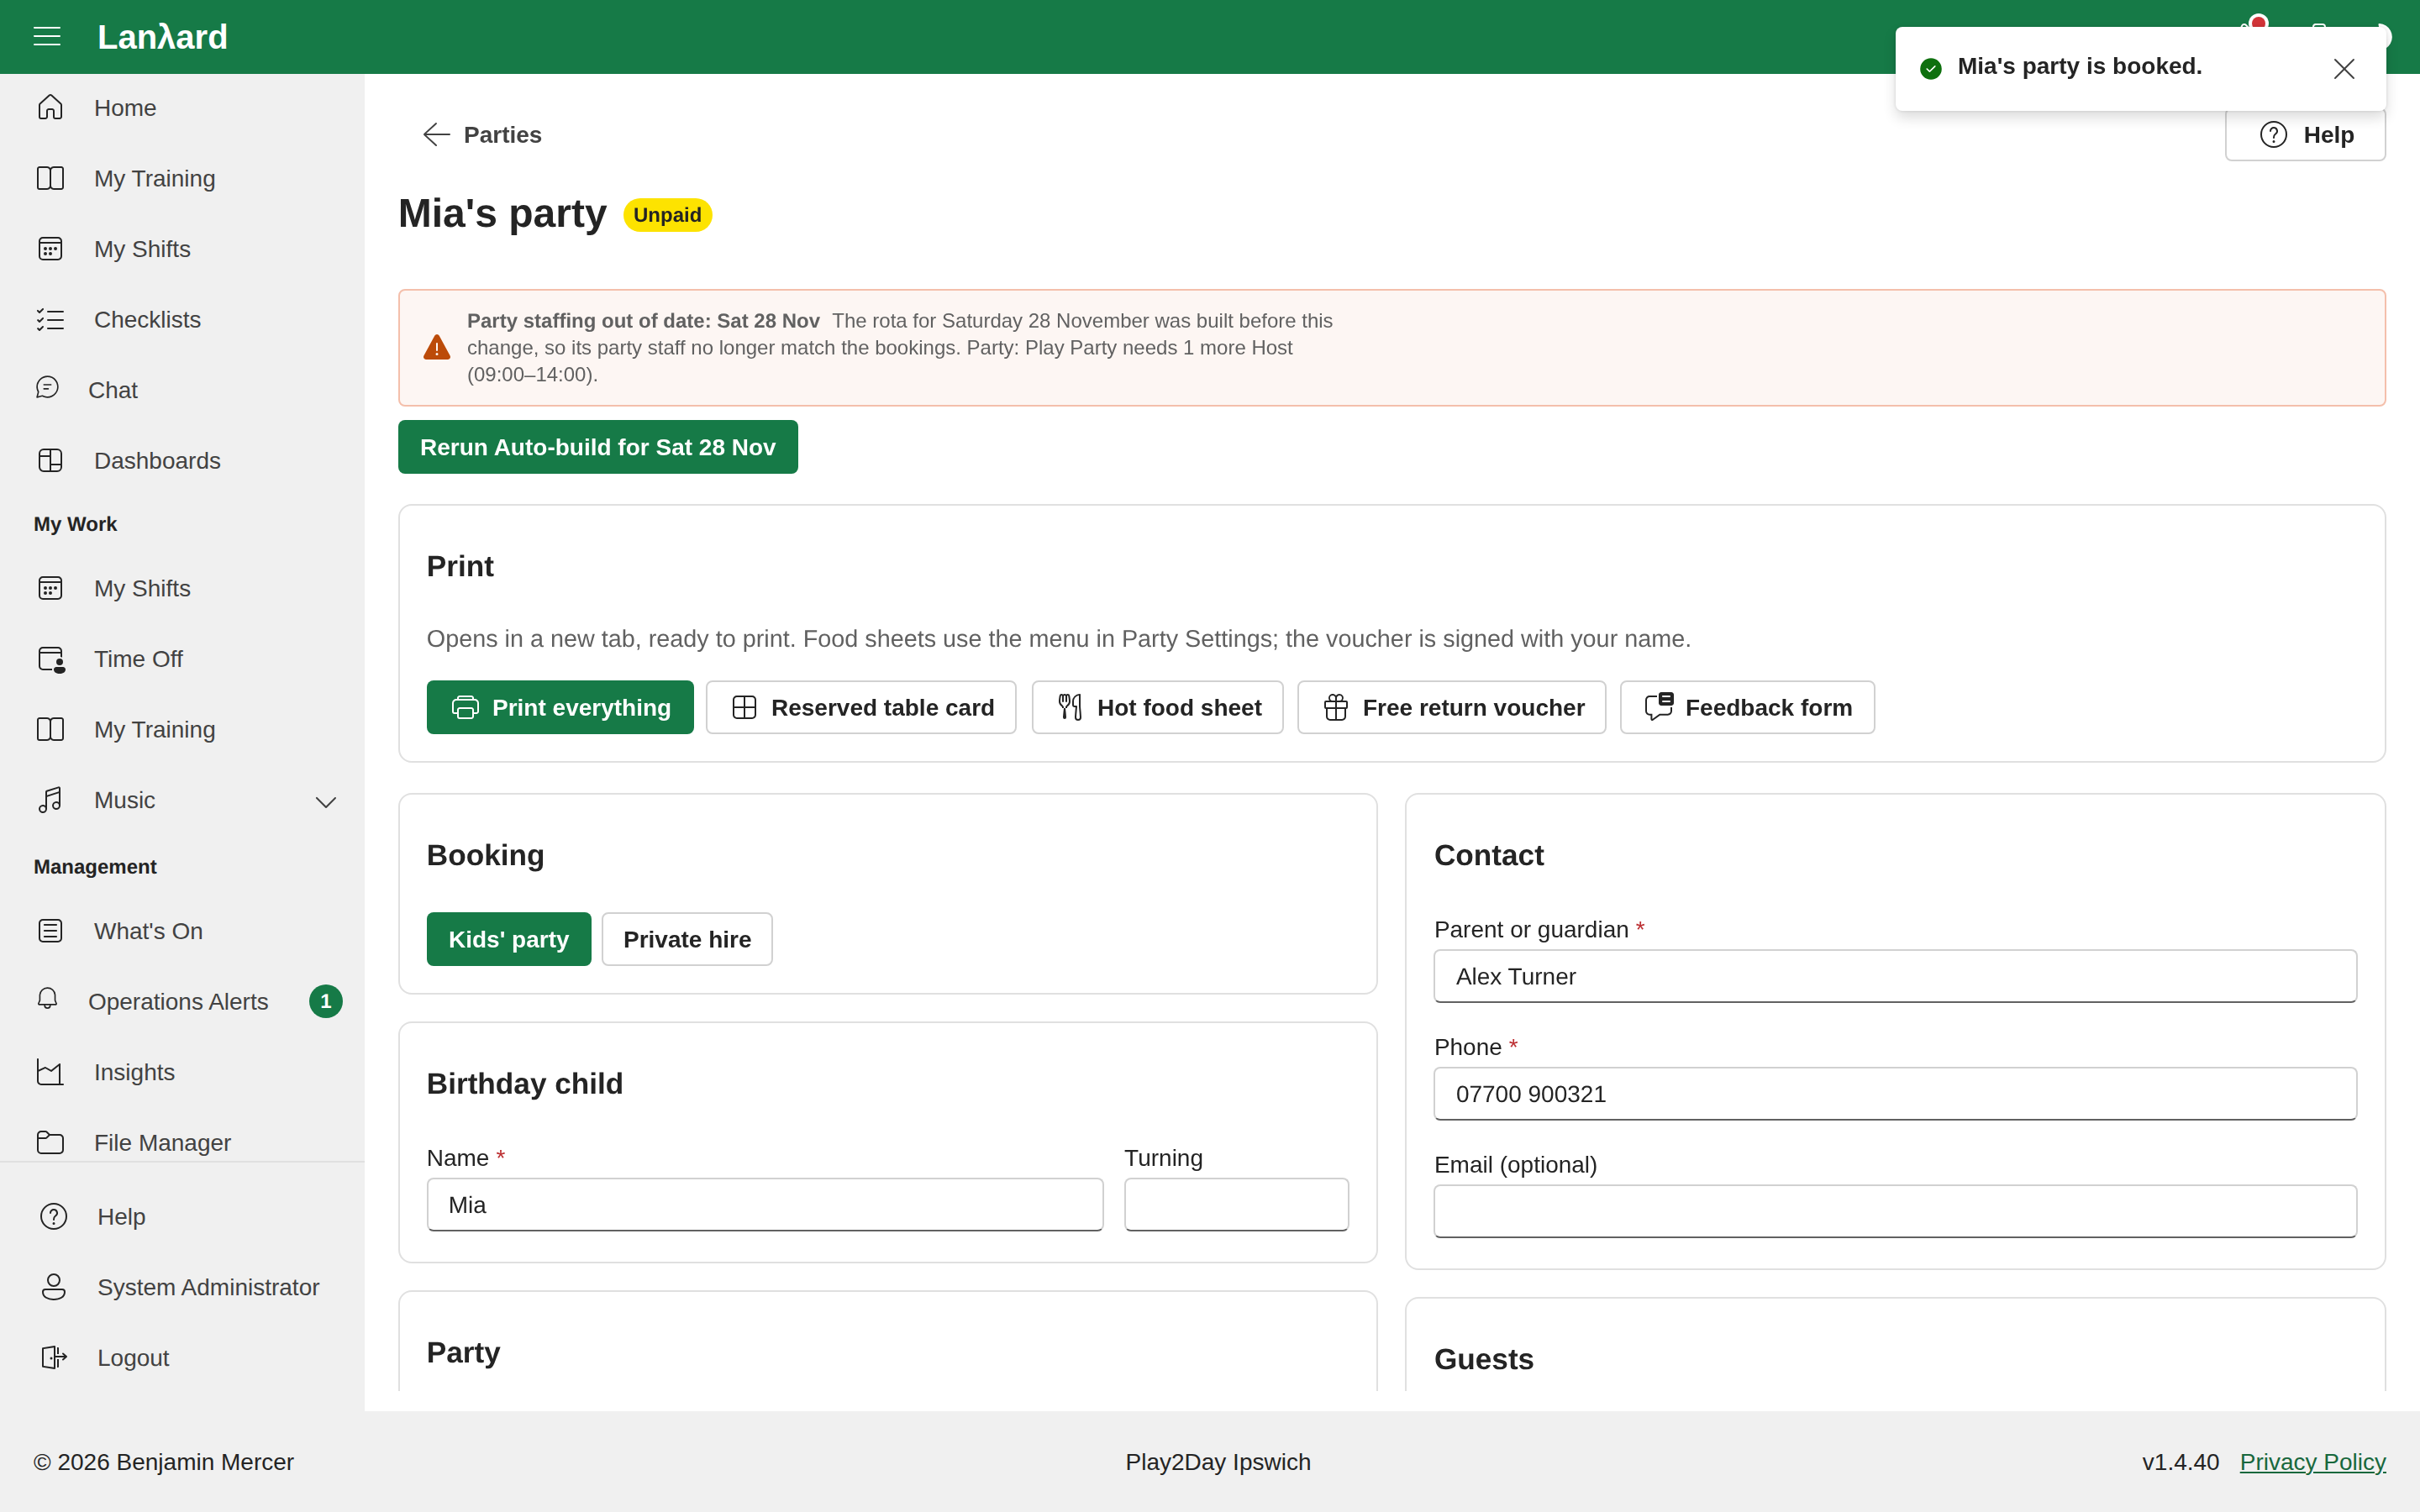 Lanλard
Mia's party is booked.
Home
My Training
My Shifts
Checklists
Chat
Dashboards
My Work
My Shifts
Time Off
My Training
Music
Management
What's On
Operations Alerts 1
Insights
File Manager
Help
System Administrator
Logout
Parties
Help
Mia's party Unpaid
Party staffing out of date: Sat 28 Nov The rota for Saturday 28 November was built before this
change, so its party staff no longer match the bookings. Party: Play Party needs 1 more Host
(09:00–14:00).
Rerun Auto-build for Sat 28 Nov
Print
Opens in a new tab, ready to print. Food sheets use the menu in Party Settings; the voucher is signed with your name.
Print everything Reserved table card Hot food sheet Free return voucher Feedback form
Booking
Kids' party Private hire
Birthday child
Name * Turning
Mia
Party
Contact
Parent or guardian *
Alex Turner
Phone *
07700 900321
Email (optional)
Guests
© 2026 Benjamin Mercer Play2Day Ipswich v1.4.40 Privacy Policy